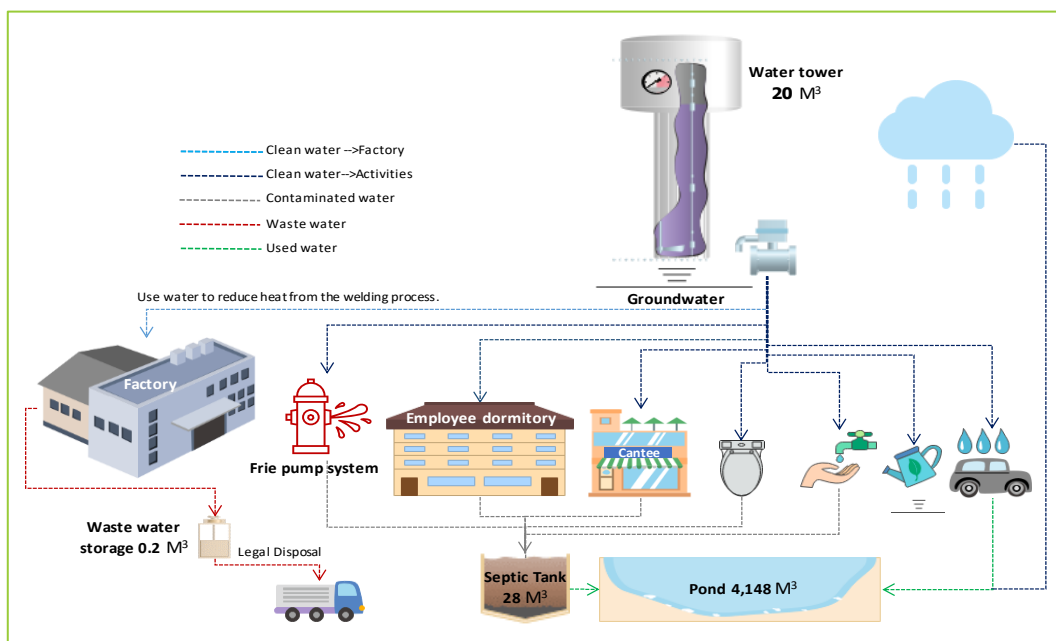 Water tower
20 M³
Clean water -->Factory
Clean water-->Activities
Contaminated water
Waste water
Used water
Groundwater
Use water to reduce heat from the welding process.
Factory
Employee dormitory
Cantee
Frie pump system
Waste water
storage 0.2 M³
Legal Disposal
Septic Tank
28 M³
Pond 4,148 M³